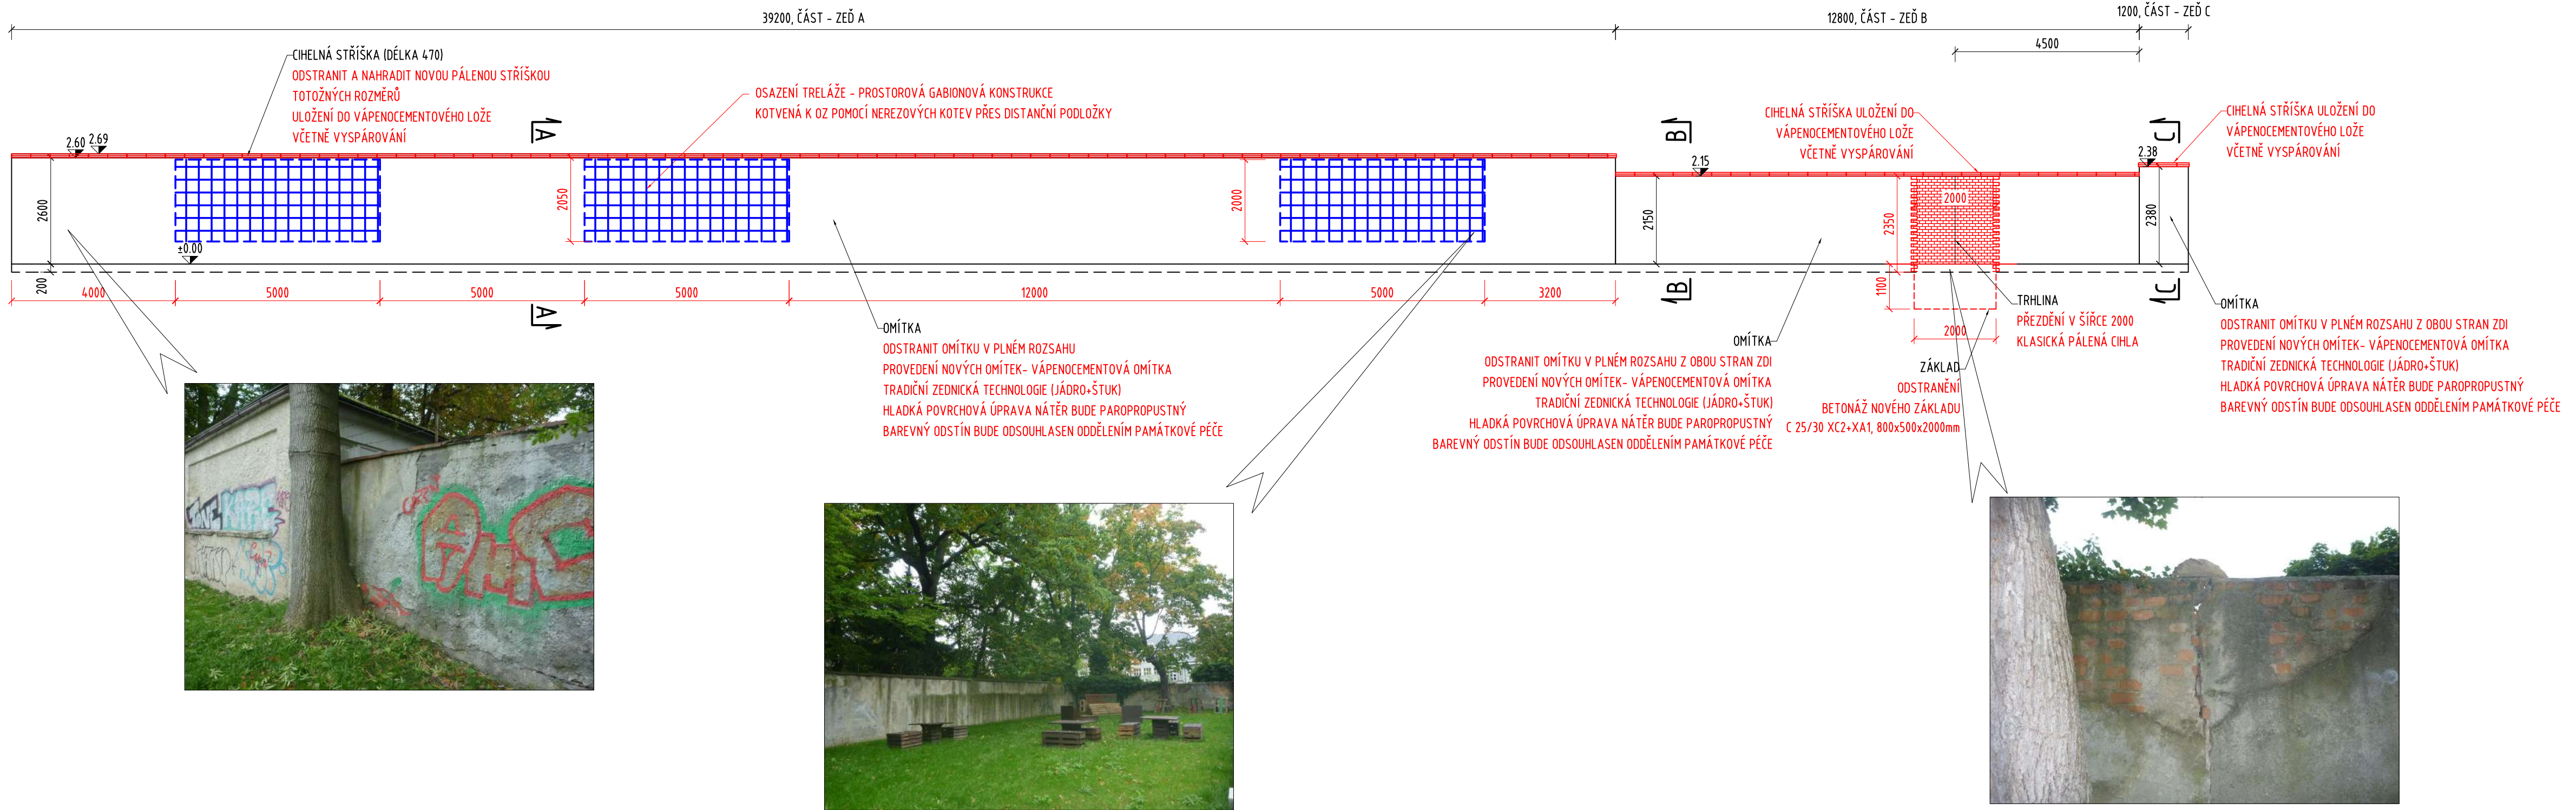 39200, ČÁST - ZEĎ A
12800, ČÁST - ZEĎ B
1200, ČÁST - ZEĎ C
4500
CIHELNÁ STŘÍŠKA (DÉLKA 470)
ODSTRANIT A NAHRADIT NOVOU PÁLENOU STŘÍŠKOU
TOTOŽNÝCH ROZMĚRŮ
ULOŽENÍ DO VÁPENOCEMENTOVÉHO LOŽE
VČETNĚ VYSPÁROVÁNÍ
OSAZENÍ TRELÁŽE - PROSTOROVÁ GABIONOVÁ KONSTRUKCE
KOTVENÁ K OZ POMOCÍ NEREZOVÝCH KOTEV PŘES DISTANČNÍ PODLOŽKY
CIHELNÁ STŘÍŠKA ULOŽENÍ DO
VÁPENOCEMENTOVÉHO LOŽE
VČETNĚ VYSPÁROVÁNÍ
CIHELNÁ STŘÍŠKA ULOŽENÍ DO
VÁPENOCEMENTOVÉHO LOŽE
VČETNĚ VYSPÁROVÁNÍ
2.60
2.69
A
B
C
2.15
2.38
2600
±0.00
2050
2000
2150
2350
2000
2380
200
1100
4000
5000
5000
5000
12000
5000
3200
A
B
C
2000
OMÍTKA
ODSTRANIT OMÍTKU V PLNÉM ROZSAHU
PROVEDENÍ NOVÝCH OMÍTEK- VÁPENOCEMENTOVÁ OMÍTKA
TRADIČNÍ ZEDNICKÁ TECHNOLOGIE (JÁDRO+ŠTUK)
HLADKÁ POVRCHOVÁ ÚPRAVA NÁTĚR BUDE PAROPROPUSTNÝ
BAREVNÝ ODSTÍN BUDE ODSOUHLASEN ODDĚLENÍM PAMÁTKOVÉ PÉČE
OMÍTKA
ODSTRANIT OMÍTKU V PLNÉM ROZSAHU Z OBOU STRAN ZDI
PROVEDENÍ NOVÝCH OMÍTEK- VÁPENOCEMENTOVÁ OMÍTKA
TRADIČNÍ ZEDNICKÁ TECHNOLOGIE (JÁDRO+ŠTUK)
HLADKÁ POVRCHOVÁ ÚPRAVA NÁTĚR BUDE PAROPROPUSTNÝ
BAREVNÝ ODSTÍN BUDE ODSOUHLASEN ODDĚLENÍM PAMÁTKOVÉ PÉČE
TRHLINA
PŘEZDĚNÍ V ŠÍŘCE 2000
KLASICKÁ PÁLENÁ CIHLA
ZÁKLAD
ODSTRANĚNÍ
BETONÁŽ NOVÉHO ZÁKLADU
C 25/30 XC2+XA1, 800x500x2000mm
OMÍTKA
ODSTRANIT OMÍTKU V PLNÉM ROZSAHU Z OBOU STRAN ZDI
PROVEDENÍ NOVÝCH OMÍTEK- VÁPENOCEMENTOVÁ OMÍTKA
TRADIČNÍ ZEDNICKÁ TECHNOLOGIE (JÁDRO+ŠTUK)
HLADKÁ POVRCHOVÁ ÚPRAVA NÁTĚR BUDE PAROPROPUSTNÝ
BAREVNÝ ODSTÍN BUDE ODSOUHLASEN ODDĚLENÍM PAMÁTKOVÉ PÉČE